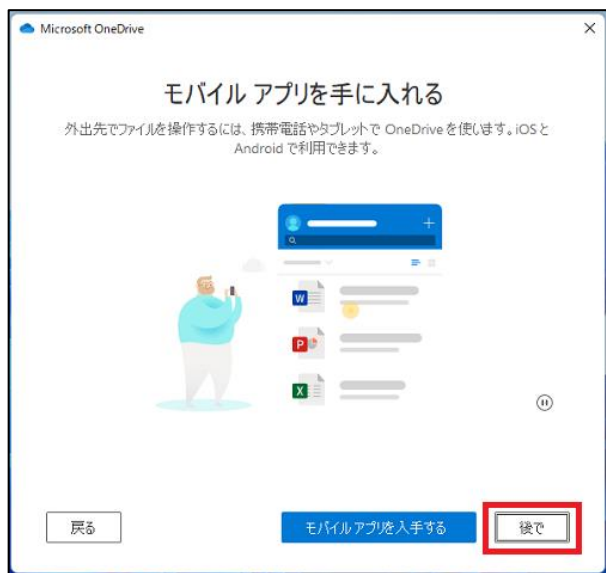 Microsoft OneDrive
モバイル アプリを手に入れる
外出先でファイルを操作するには、携帯電話やタブレットで OneDrive を使います。iOS と
Android で利用できます。
W
P
X
戻る
モバイル アプリを入手する
後で